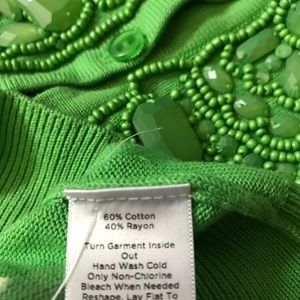 60% Cotton
40% Rayon
Turn Garment Inside
Out
Hand Wash Cold
Only Non-Chlorine
Bleach When Needed
Reshape, Lay Flat To